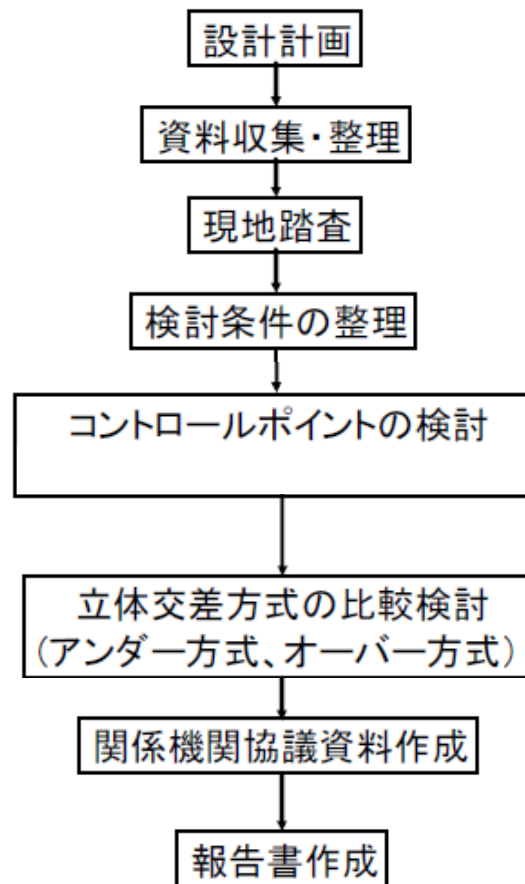 設計計画
資料収集・整理
現地踏査
検討条件の整理
コントロールポイントの検討
立体交差方式の比較検討
(アンダー方式、オーバー方式)
関係機関協議資料作成
報告書作成